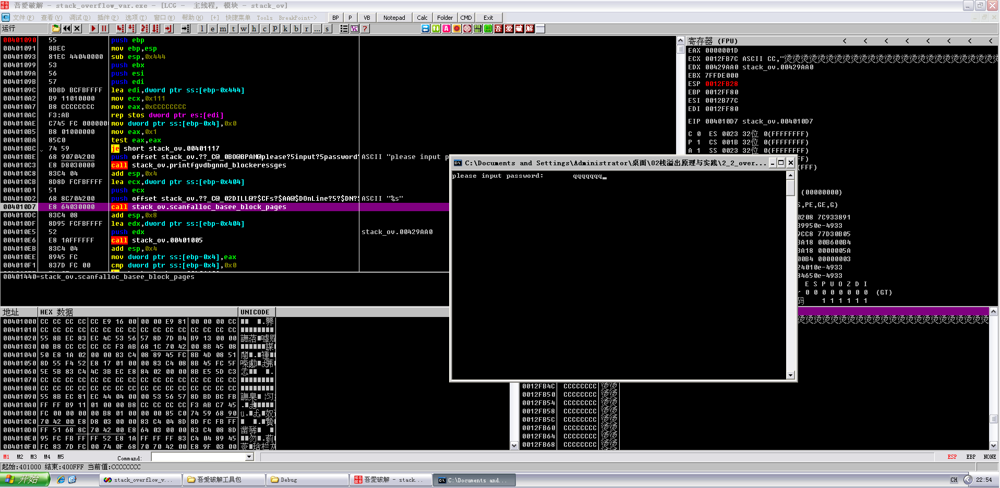 吾愛破解 - stack_overflow_var.exe - [LCG - 主线程, 模块 - stack_ov]
文件(F) 查看(V) 调试(D) 插件(P) 选项(T) 窗口(W) 帮助(H) [+] 快捷菜单 Tools BreakPoint-> BP P VB Notepad Calc Folder CMD Exit
运行 l e m t w h c p k b r ... s ? 吾 爱 破 解
00401090 55 push ebp
00401091 8BEC mov ebp,esp
00401093 81EC 44040000 sub esp,0x444
00401099 53 push ebx
0040109A 56 push esi
0040109B 57 push edi
0040109C 8DBD BCFBFFFF lea edi,dword ptr ss:[ebp-0x444]
004010A2 B9 11010000 mov ecx,0x111
004010A7 B8 CCCCCCCC mov eax,0xCCCCCCCC
004010AC F3:AB rep stos dword ptr es:[edi]
004010AE C745 FC 0000000 mov dword ptr ss:[ebp-0x4],0x0
004010B5 B8 01000000 mov eax,0x1
004010BA 85C0 test eax,eax
004010BC 74 59 je short stack_ov.00401117
004010BE 68 90704200 push offset stack_ov.??_C@_0BO@BPAM@please?5input?5password ASCII "please input p
004010C3 E8 D8030000 call stack_ov.printfgvdbgnnd_blockeressges
004010C8 83C4 04 add esp,0x4
004010CB 8D8D FCFBFFFF lea ecx,dword ptr ss:[ebp-0x404]
004010D1 51 push ecx
004010D2 68 8C704200 push offset stack_ov.??_C@_02DILL@?$CFs?$AA@$DOnLine?5?$DN? ASCII "%s"
004010D7 E8 64030000 call stack_ov.scanfalloc_basee_block_pages
004010DC 83C4 08 add esp,0x8
004010DF 8D95 FCFBFFFF lea edx,dword ptr ss:[ebp-0x404]
004010E5 52 push edx stack_ov.00429AA0
004010E6 E8 1AFFFFFF call stack_ov.00401005
004010EB 83C4 04 add esp,0x4
004010EE 8945 FC mov dword ptr ss:[ebp-0x4],eax
004010F1 837D FC 00 cmp dword ptr ss:[ebp-0x4],0x0
00401440=stack_ov.scanfalloc_basee_block_pages
寄存器 (FPU) < < < < < < < <
EAX 0000001D
ECX 0012FB7C ASCII CC,"烫烫烫烫烫烫烫烫烫烫烫烫烫烫烫烫烫烫烫烫烫烫烫烫烫
EDX 00429AA0 stack_ov.00429AA0
EBX 7FFDE000
ESP 0012FB28
EBP 0012FF80
ESI 0012B77C
EDI 0012FF80
EIP 004010D7 stack_ov.004010D7
C 0 ES 0023 32位 0(FFFFFFFF)
P 1 CS 001B 32位 0(FFFFFFFF)
A 1 SS 0023 32位 0(FFFFFFFF)
FF)
(FFF)
(00000000)
S,PE,GE,G)
0208 7C933891
39950e-4933
9CC8 77D30B05
BA18 00B600B4
BA18 0000005A
00B4 00000003
24010e-4933
34650e-4933
E S P U O Z D I
0 0 0 0 0 0 0 0 (GT)
码 1 1 1 1 1 1
C:\Documents and Settings\Administrator\桌面\02栈溢出原理与实践\2_2_over...
please input password: qqqqqqq_
地址 HEX 数据 UNICODE
00401000 CC CC CC CC CC E9 16 00 00 00 E9 81 00 00 00 CC
00401010 CC CC CC CC CC CC CC CC CC CC CC CC CC CC CC CC
00401020 55 8B EC 83 EC 4C 53 56 57 8D 7D B4 B9 13 00 00
00401030 00 B8 CC CC CC CC F3 AB 68 1C 70 42 00 8B 45 08
00401040 50 E8 1A 02 00 00 83 C4 08 89 45 FC 8B 4D 08 51
00401050 8D 55 F4 52 E8 17 01 00 00 83 C4 08 8B 45 FC 5F
00401060 5E 5B 83 C4 4C 3B EC E8 84 02 00 00 8B E5 5D C3
00401070 CC CC CC CC CC CC CC CC CC CC CC CC CC CC CC CC
00401080 CC CC CC CC CC CC CC CC CC CC CC CC CC CC CC CC
00401090 55 8B EC 81 EC 44 04 00 00 53 56 57 8D BD BC FB
004010A0 FF FF B9 11 01 00 00 B8 CC CC CC CC F3 AB C7 45
004010B0 FC 00 00 00 00 B8 01 00 00 00 85 C0 74 59 68 90
004010C0 70 42 00 E8 D8 03 00 00 83 C4 04 8D 8D FC FB FF
004010D0 FF 51 68 8C 70 42 00 E8 64 03 00 00 83 C4 08 8D
004010E0 95 FC FB FF FF 52 E8 1A FF FF FF 83 C4 04 89 45
004010F0 FC 83 7D FC 00 74 0F 68 70 70 42 00 E8 9F 03 00
烫烫烫烫烫烫烫烫烫烫烫烫烫烫烫烫烫烫烫烫烫烫
0012FB4C CCCCCCCC 烫烫
0012FB50 CCCCCCCC 烫烫
0012FB54 CCCCCCCC 烫烫
0012FB58 CCCCCCCC 烫烫
0012FB5C CCCCCCCC 烫烫
0012FB60 CCCCCCCC 烫烫
0012FB64 CCCCCCCC 烫烫
0012FB68 CCCCCCCC 烫烫
M1 M2 M3 M4 M5 Command: ESP EBP NONE
起始:401000 结束:400FFF 当前值:CCCCCCCC
开始 stack_overflow_v... 吾愛破解工具包 Debug 吾愛破解 - stack... C:\Documents and... CH 22:54